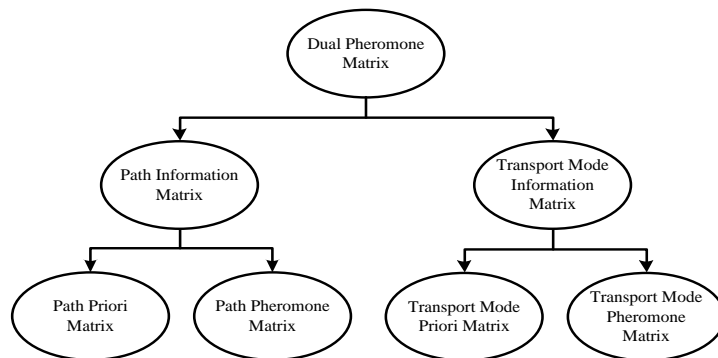 Dual Pheromone
Matrix
Path Information
Matrix
Transport Mode
Information
Matrix
Path Priori
Matrix
Path Pheromone
Matrix
Transport Mode
Priori Matrix
Transport Mode
Pheromone
Matrix